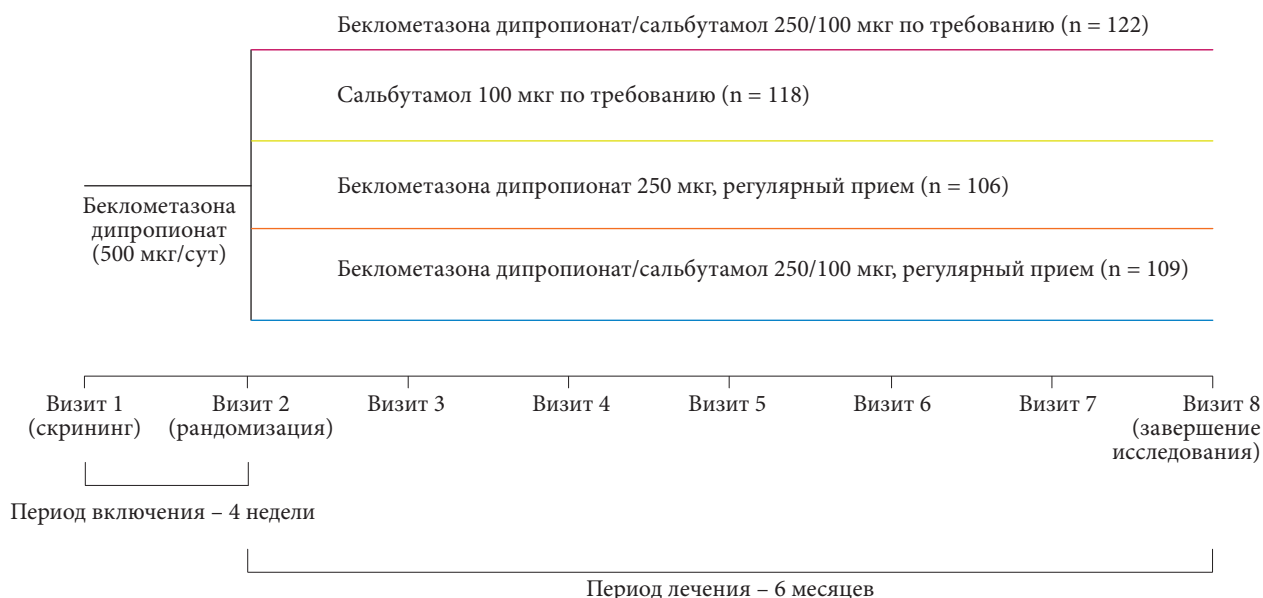 Беклометазона дипропионат/сальбутамол 250/100 мкг по требованию (n = 122)
Сальбутамол 100 мкг по требованию (n = 118)
Беклометазона дипропионат 250 мкг, регулярный прием (n = 106)
Беклометазона
дипропионат
(500 мкг/сут)
Беклометазона дипропионат/сальбутамол 250/100 мкг, регулярный прием (n = 109)
Визит 1
(скрининг)
Визит 2
(рандомизация)
Визит 3
Визит 4
Визит 5
Визит 6
Визит 7
Визит 8
(завершение
исследования)
Период включения – 4 недели
Период лечения – 6 месяцев